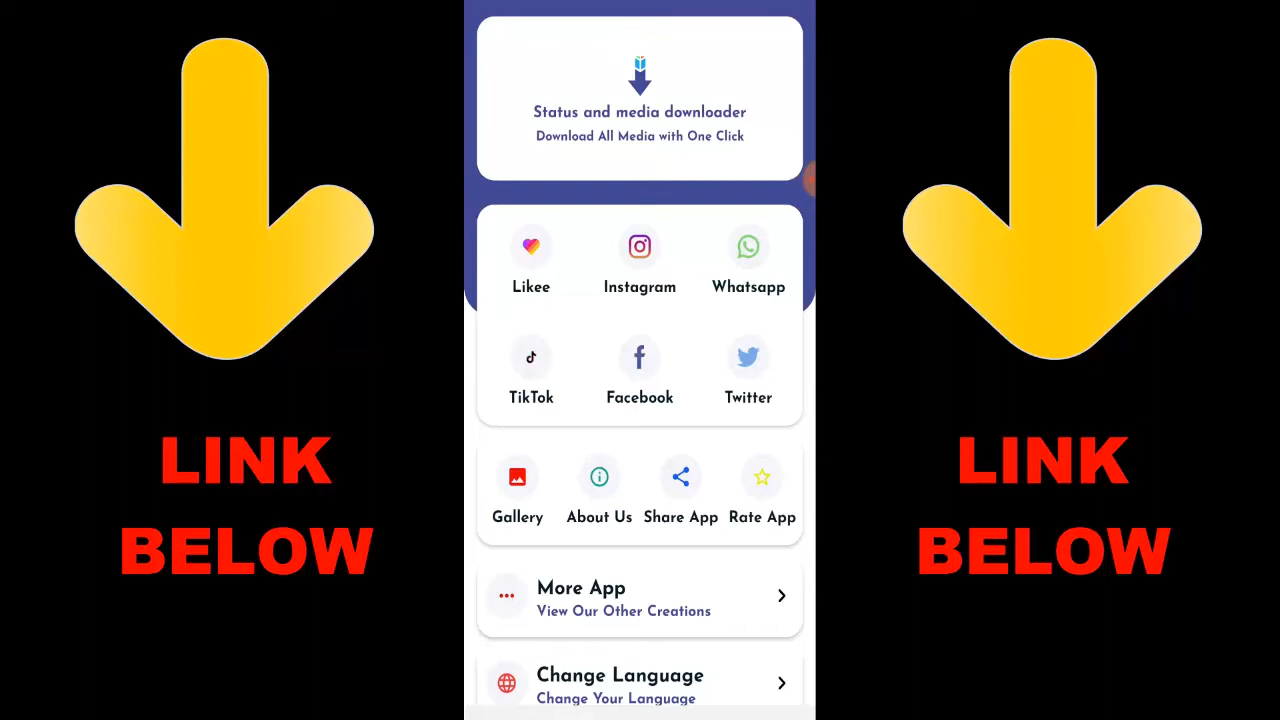 Status and media downloader
Download All Media with One Click
Likee
Instagram
Whatsapp
TikTok
Facebook
Twitter
Gallery
About Us
Share App
Rate App
More App
View Our Other Creations
Change Language
Change Your Language
LINK
BELOW
LINK
BELOW